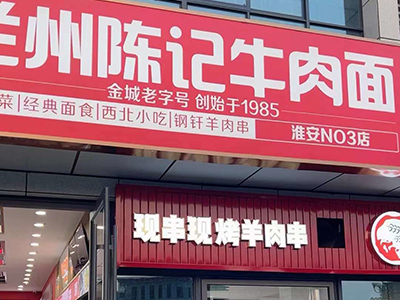 兰州陈记牛肉面
金城老字号 创始于1985
菜|经典面食|西北小吃|钢钎羊肉串
淮安NO3店
现串现烤羊肉串